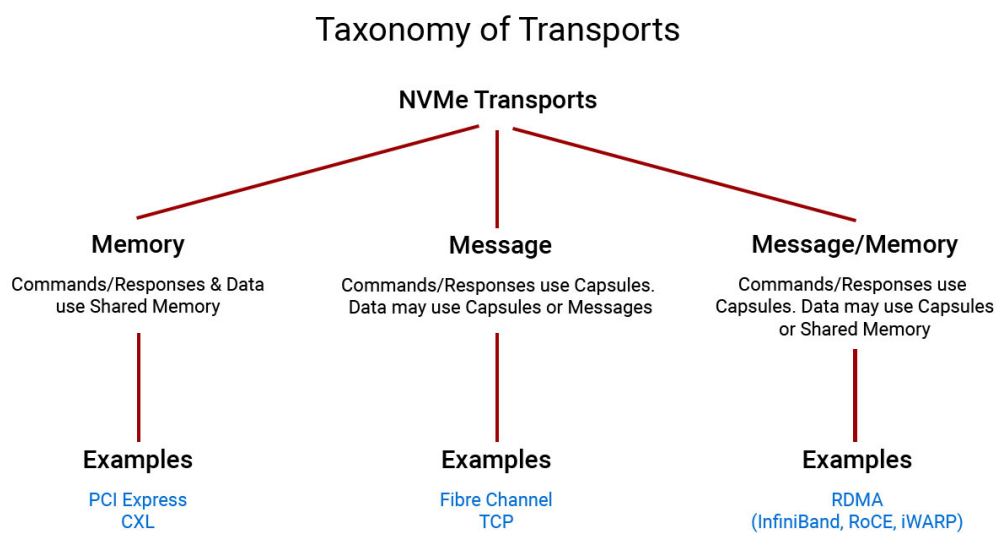 Taxonomy of Transports
NVMe Transports
Memory
Commands/Responses & Data
use Shared Memory
Message
Commands/Responses use Capsules.
Data may use Capsules or Messages
Message/Memory
Commands/Responses use
Capsules. Data may use Capsules
or Shared Memory
Examples
PCI Express
CXL
Examples
Fibre Channel
TCP
Examples
RDMA
(InfiniBand, RoCE, iWARP)